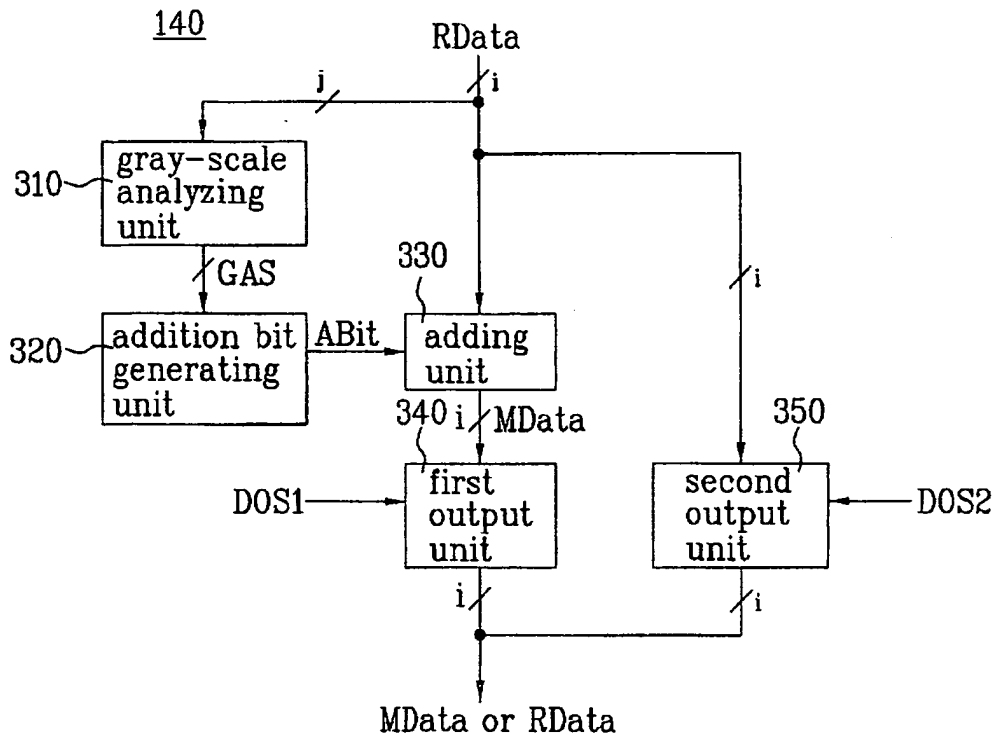 140
RData
j
i
gray-scale
analyzing
unit
310
GAS
330
i
addition bit
generating
unit
320
ABit
adding
unit
340
i
MData
350
DOS1
first
output
unit
second
output
unit
DOS2
i
i
MData or RData